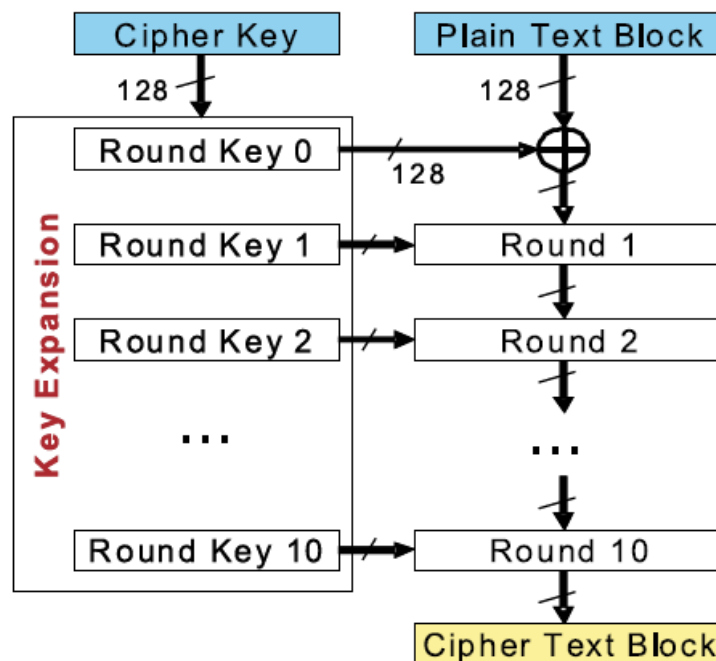 Cipher Key
Plain Text Block
128
128
Round Key 0
128
Round Key 1
Round 1
Round Key 2
Round 2
...
...
Key Expansion
Round Key 10
Round 10
Cipher Text Block